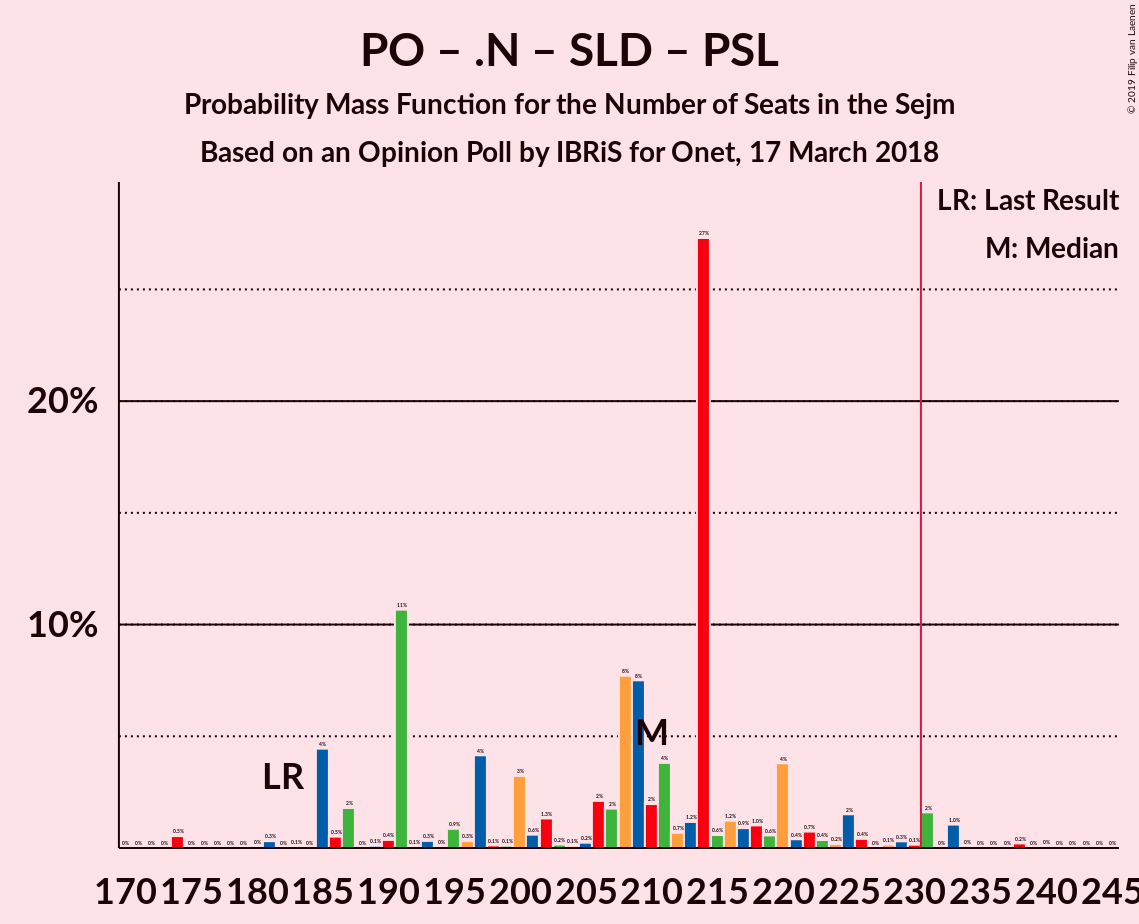 PO – .N – SLD – PSL
Probability Mass Function for the Number of Seats in the Sejm
Based on an Opinion Poll by IBRiS for Onet, 17 March 2018
© 2019 Filip van Laenen
LR: Last Result
M: Median
20%
10%
LR
M
27%
11%
8% 8%
4% 4% 4% 4%
3%
2% 2% 2% 2% 2% 2%
170 175 180 185 190 195 200 205 210 215 220 225 230 235 240 245